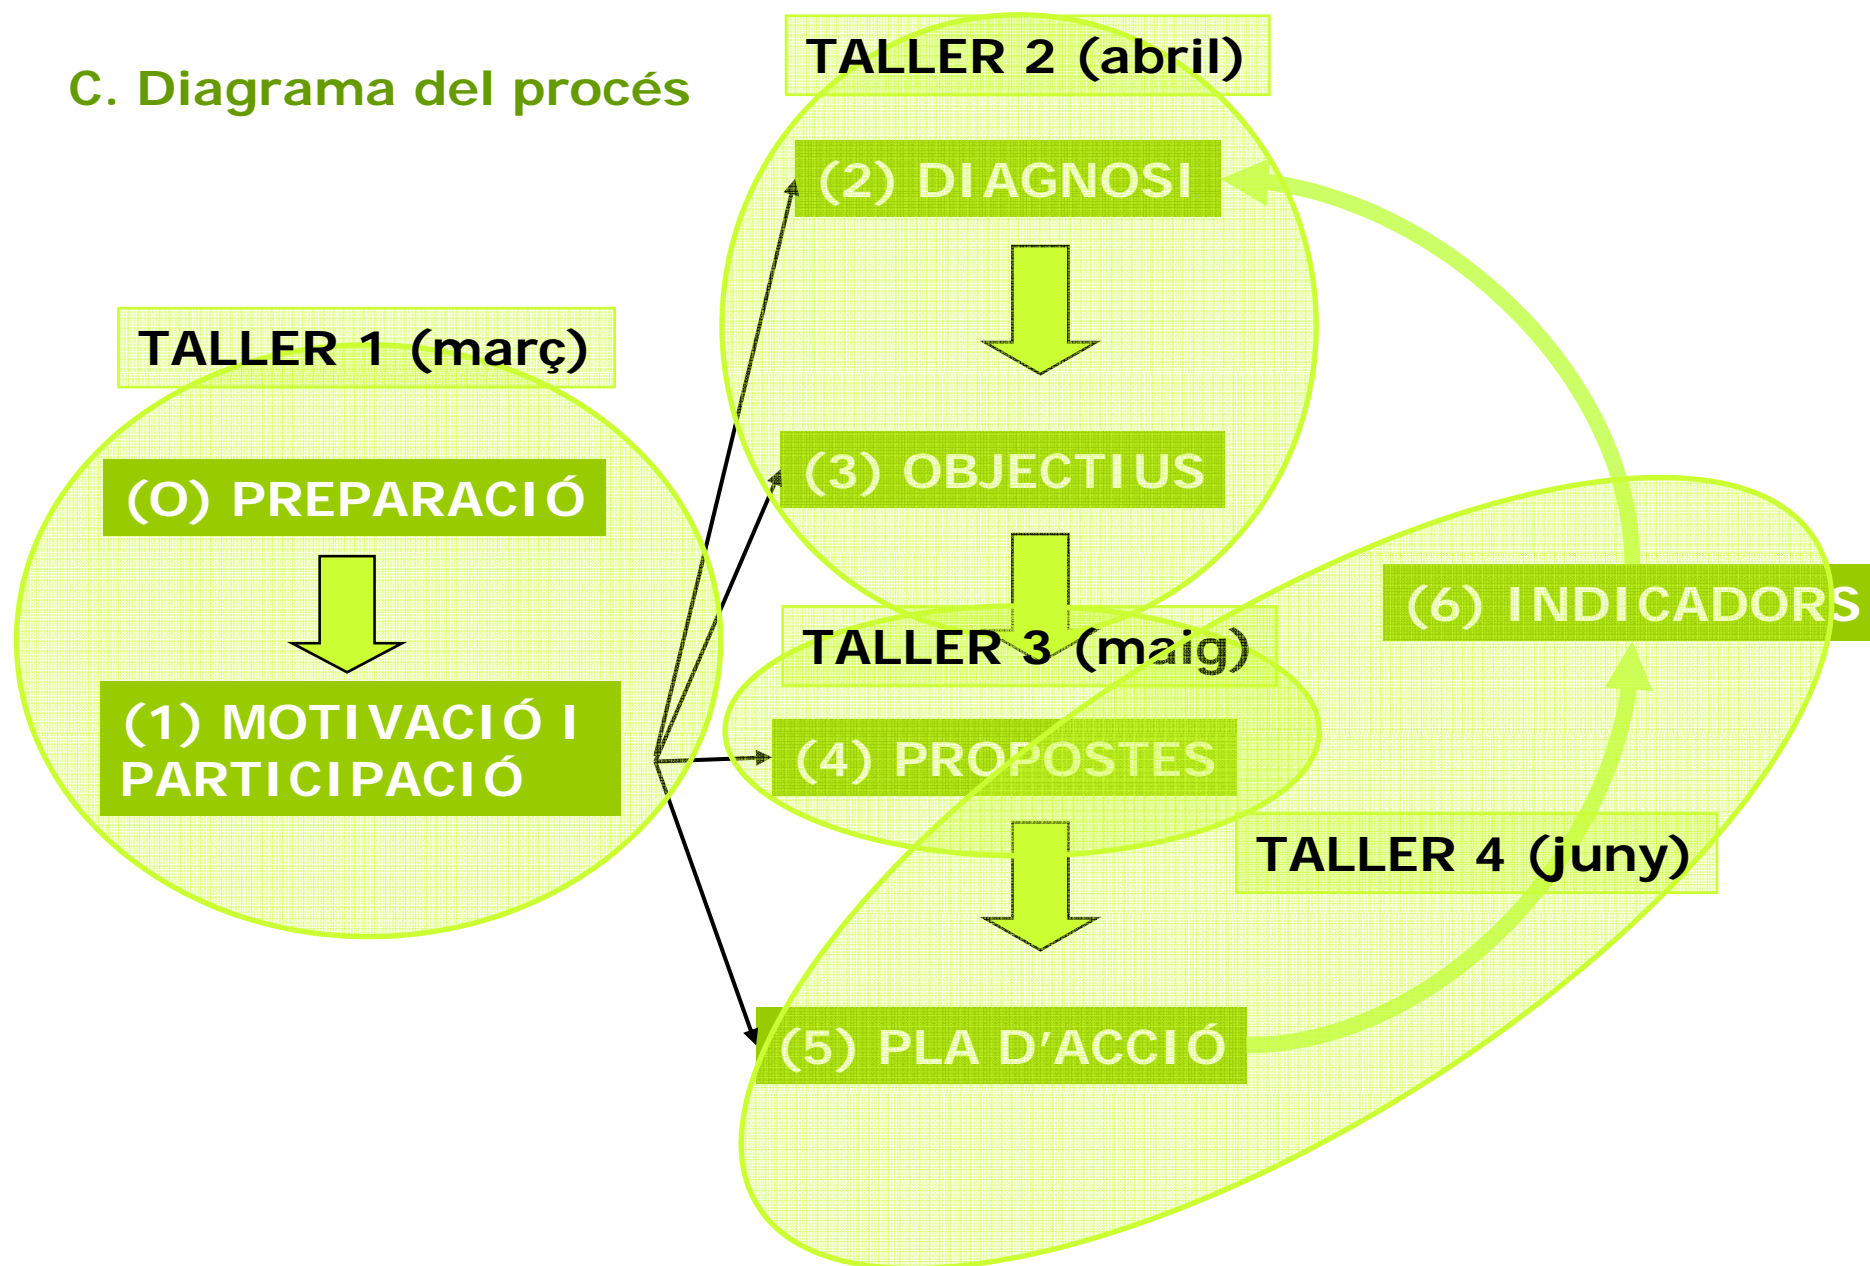 C. Diagrama del procés
TALLER 1 (març)
(O) PREPARACIÓ
(1) MOTIVACIÓ I
PARTICIPACIÓ
TALLER 2 (abril)
(2) DIAGNOSI
(3) OBJECTIUS
TALLER 3 (maig)
(4) PROPOSTES
TALLER 4 (juny)
(5) PLA D’ACCIÓ
(6) INDICADORS